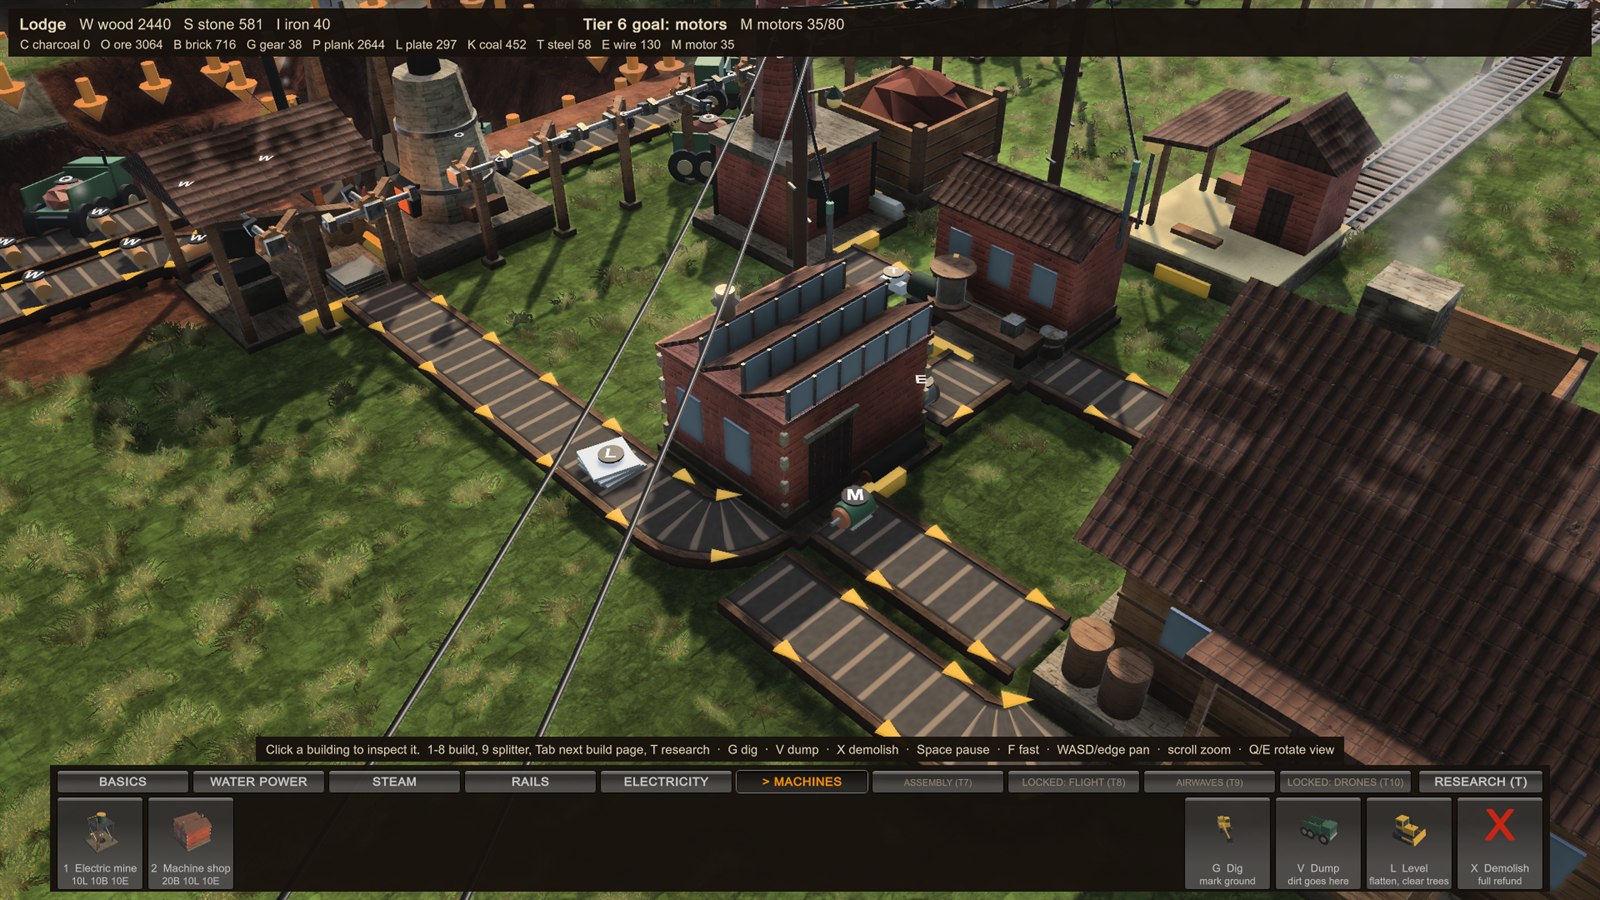 Lodge W wood 2440 S stone 581 I iron 40
Tier 6 goal: motors M motors 35/80
C charcoal 0 O ore 3064 B brick 716 G gear 38 P plank 2644 L plate 297 K coal 452 T steel 58 E wire 130 M motor 35
W
W
Q
W
W
W
W
W
E
L
M
Click a building to inspect it. 1-8 build, 9 splitter, Tab next build page, T research · G dig · V dump · X demolish · Space pause · F fast · WASD/edge pan · scroll zoom · Q/E rotate view
BASICS
WATER POWER
STEAM
RAILS
ELECTRICITY
> MACHINES
ASSEMBLY (T7)
LOCKED: FLIGHT (T8)
AIRWAVES (T9)
LOCKED: DRONES (T10)
RESEARCH (T)
1 Electric mine
10L 10B 10E
2 Machine shop
20B 10L 10E
G Dig
mark ground
V Dump
dirt goes here
L Level
flatten, clear trees
X Demolish
full refund